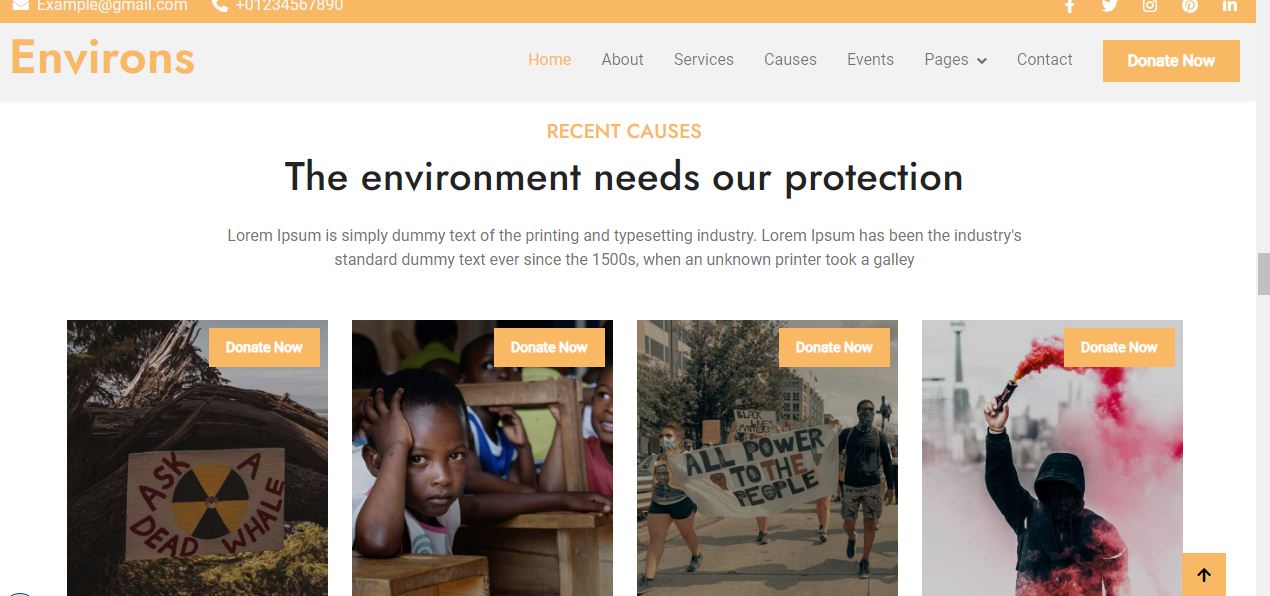 Example@gmail.com +01234567890
Environs
Home About Services Causes Events Pages Contact Donate Now
RECENT CAUSES
The environment needs our protection
Lorem Ipsum is simply dummy text of the printing and typesetting industry. Lorem Ipsum has been the industry's
standard dummy text ever since the 1500s, when an unknown printer took a galley
Donate Now
ASK A
DEAD WHALE
Donate Now
Donate Now
BLACK
LIVES
MATTER
ALL POWER
TO THE
PEOPLE
Donate Now